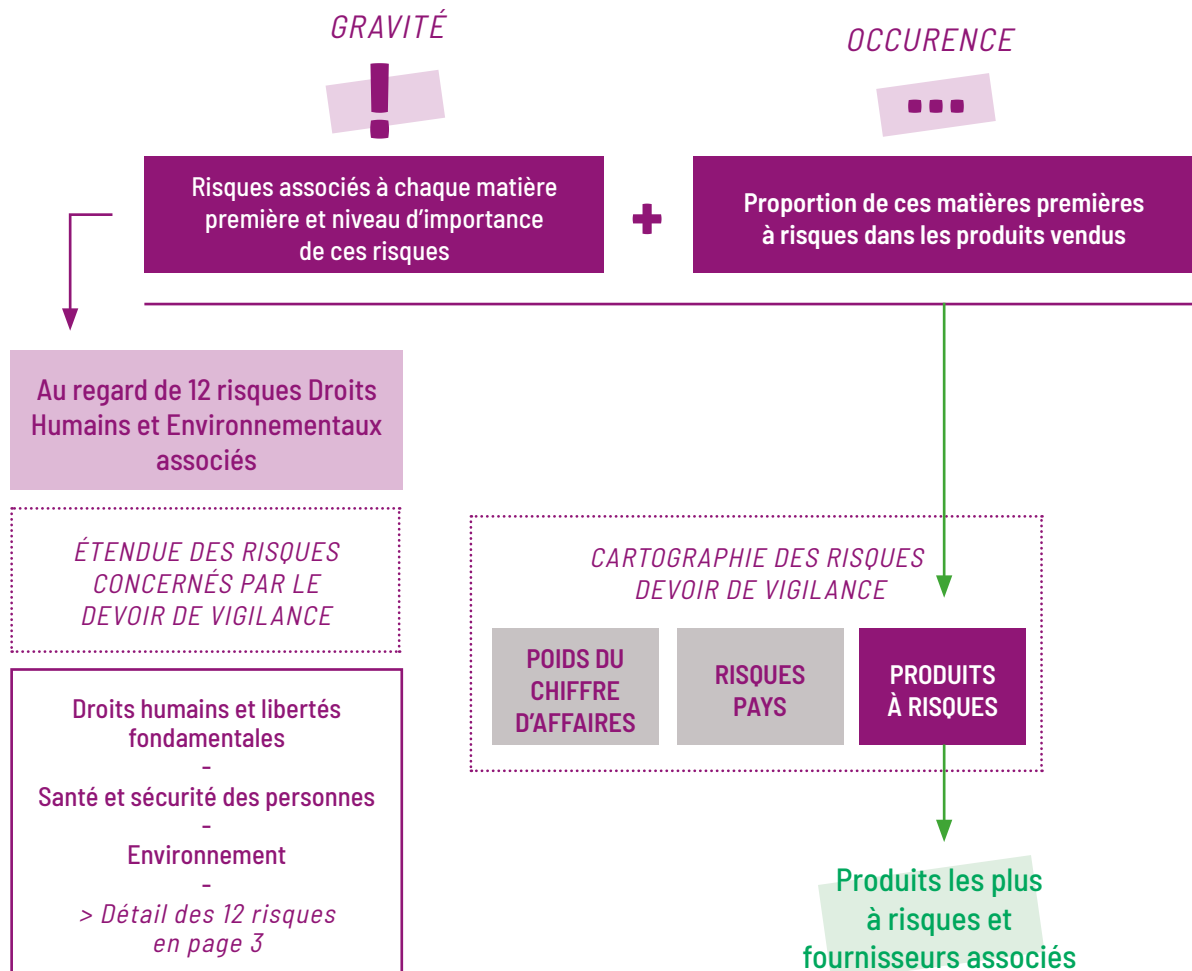 GRAVITÉ
!
Risques associés à chaque matière
première et niveau d'importance
de ces risques
+
OCCURENCE
...
Proportion de ces matières premières
à risques dans les produits vendus
Au regard de 12 risques Droits
Humains et Environnementaux
associés
ÉTENDUE DES RISQUES
CONCERNÉS PAR LE
DEVOIR DE VIGILANCE
Droits humains et libertés
fondamentales
-
Santé et sécurité des personnes
-
Environnement
-
> Détail des 12 risques
en page 3
CARTOGRAPHIE DES RISQUES
DEVOIR DE VIGILANCE
POIDS DU
CHIFFRE
D'AFFAIRES
RISQUES
PAYS
PRODUITS
À RISQUES
Produits les plus
à risques et
fournisseurs associés